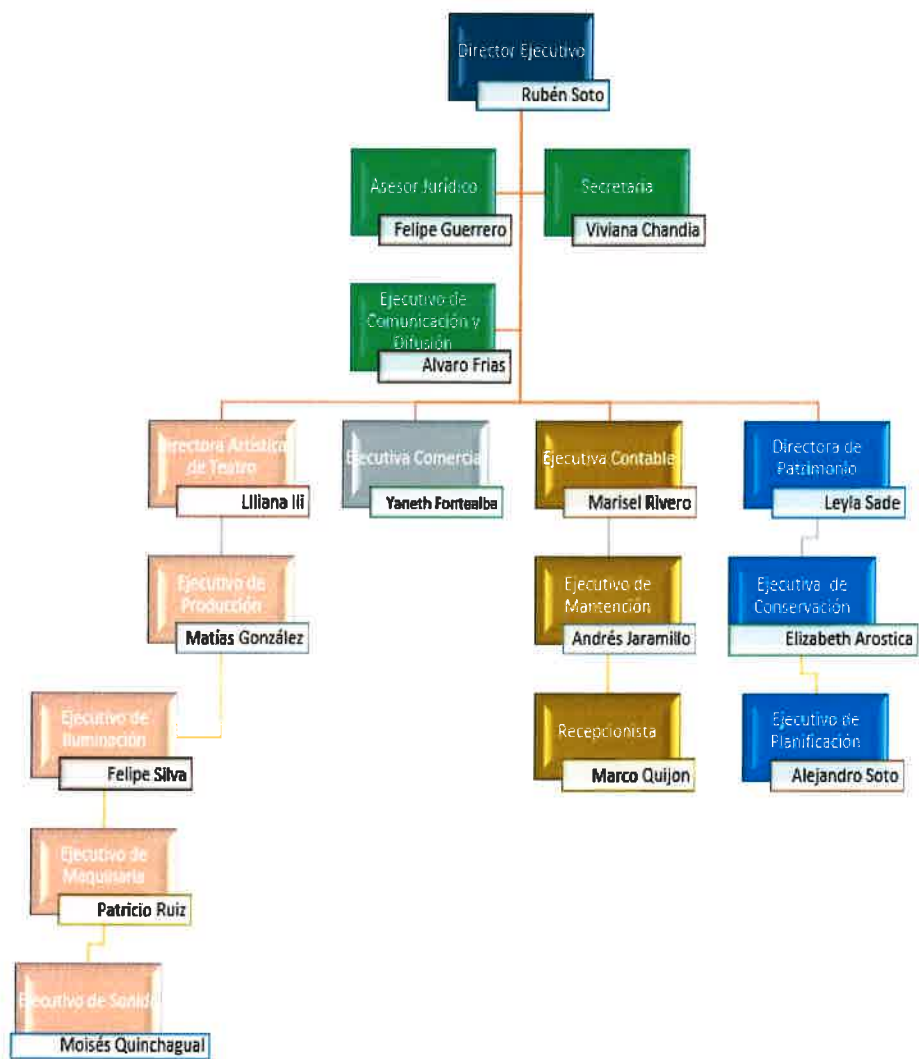 Director Ejecutivo
Rubén Soto
Asesor Jurídico
Felipe Guerrero
Secretaria
Viviana Chandia
Ejecutivo de
Comunicación y
Difusión
Alvaro Frias
Directora Artística
de Teatro
Liliana Ili
Ejecutiva Comercial
Yaneth Fontealba
Ejecutiva Contable
Marisel Rivero
Directora de
Patrimonio
Leyla Sade
Ejecutivo de
Producción
Matías González
Ejecutivo de
Mantención
Andrés Jaramillo
Ejecutiva de
Conservación
Elizabeth Arostica
Ejecutivo de
Iluminación
Felipe Silva
Recepcionista
Marco Quijon
Ejecutivo de
Planificación
Alejandro Soto
Ejecutivo de
Maquinaria
Patricio Ruiz
Ejecutivo de Sonido
Moisés Quinchagual